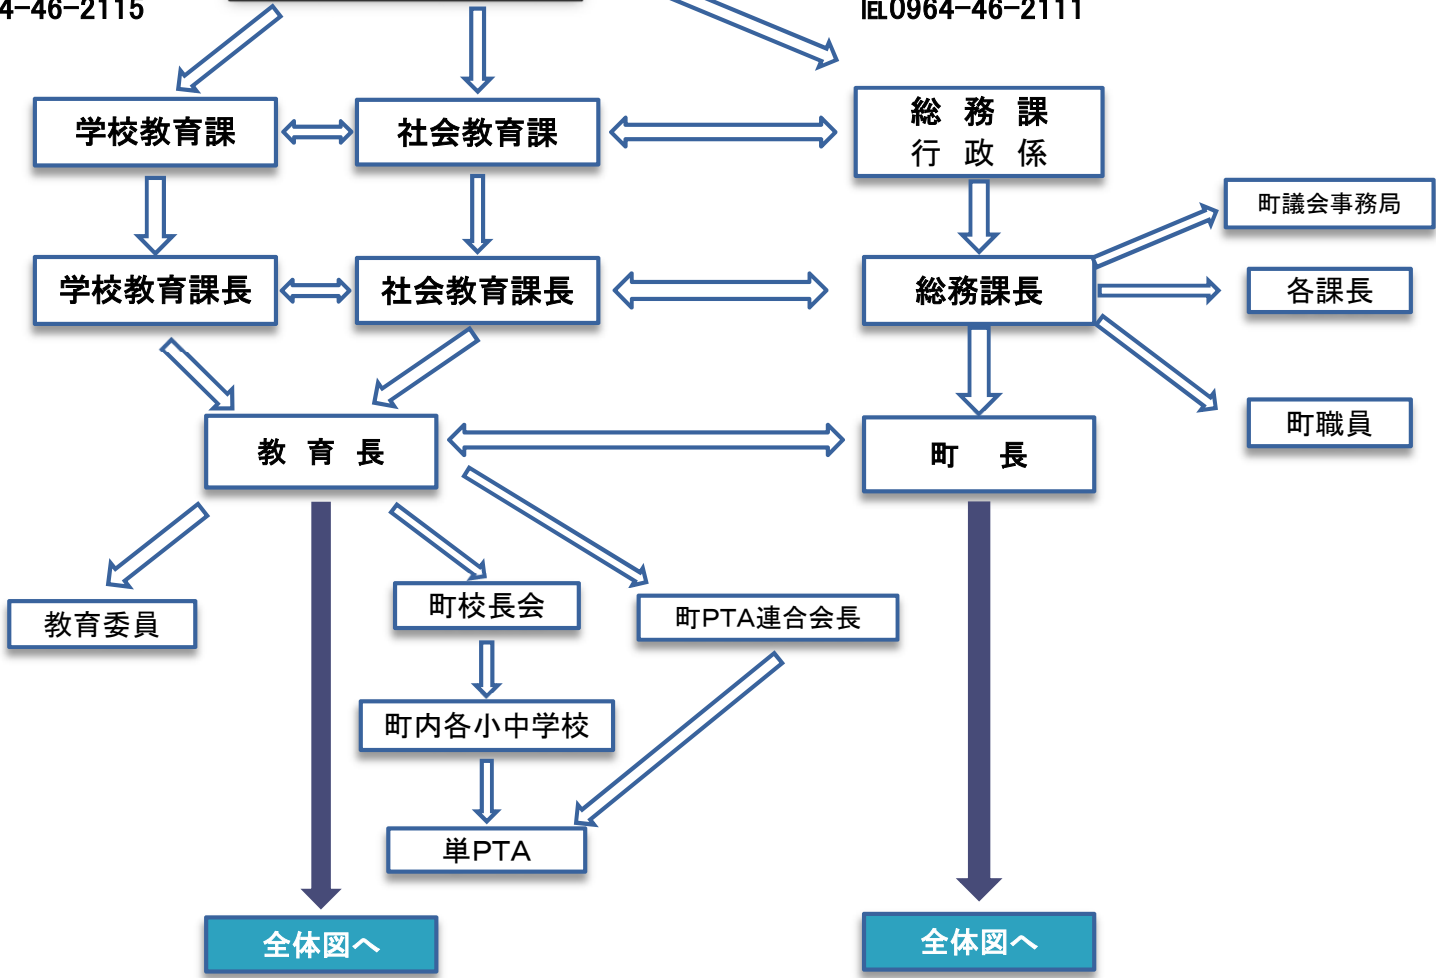 4-46-2115
℡0964-46-2111
学校教育課
社会教育課
総務課
行政係
町議会事務局
学校教育課長
社会教育課長
総務課長
各課長
教育長
町長
町職員
教育委員
町校長会
町PTA連合会長
町内各小中学校
単PTA
全体図へ
全体図へ